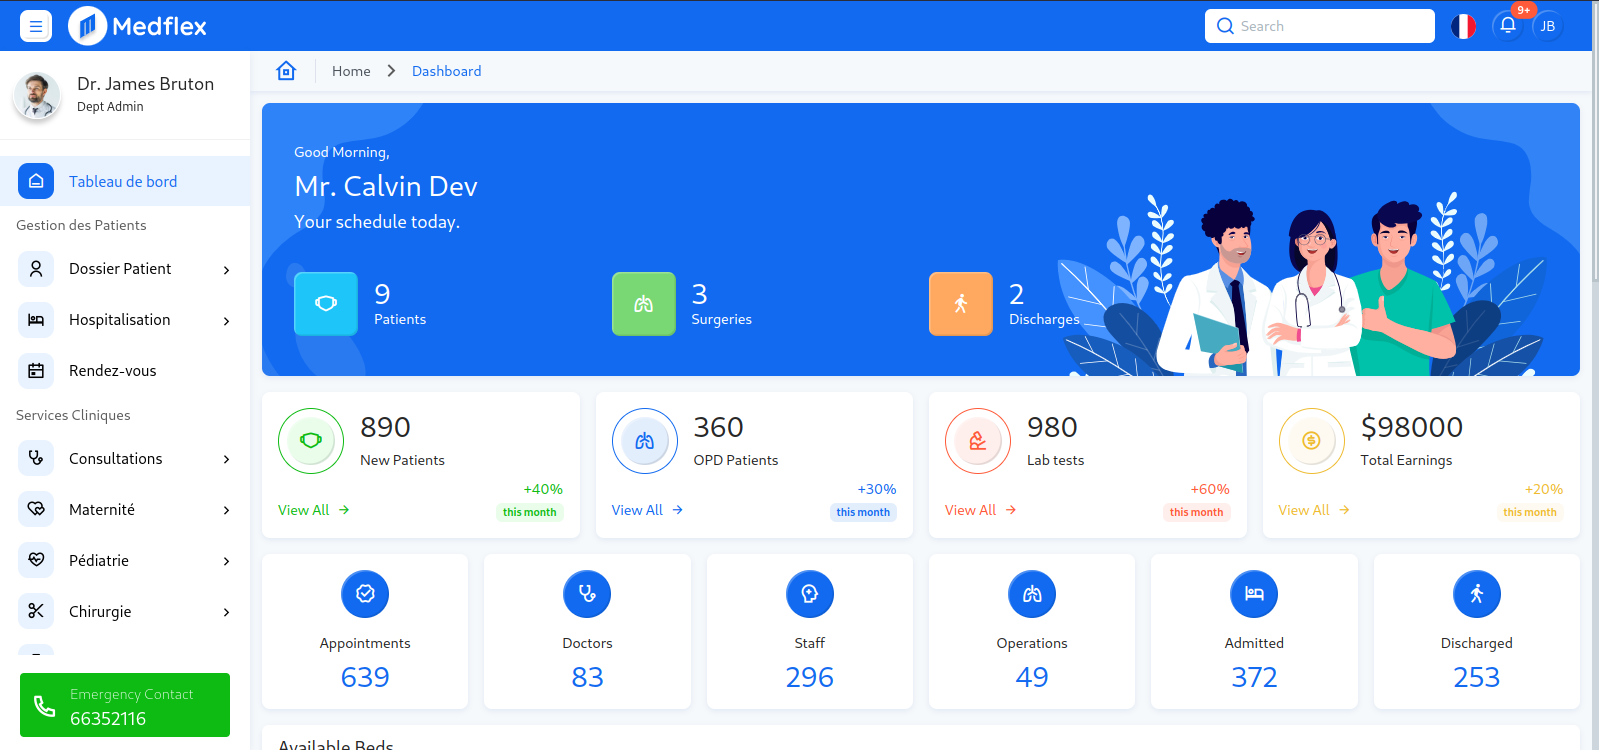 Medflex
Search
9+
JB
Dr. James Bruton
Dept Admin
Home
Dashboard
Tableau de bord
Gestion des Patients
Dossier Patient
Hospitalisation
Rendez-vous
Services Cliniques
Consultations
Maternité
Pédiatrie
Chirurgie
Emergency Contact
66352116
Good Morning,
Mr. Calvin Dev
Your schedule today.
9
Patients
3
Surgeries
2
Discharges
890
New Patients
+40%
View All
this month
360
OPD Patients
+30%
View All
this month
980
Lab tests
+60%
View All
this month
$98000
Total Earnings
+20%
View All
this month
Appointments
639
Doctors
83
Staff
296
Operations
49
Admitted
372
Discharged
253
Available Beds